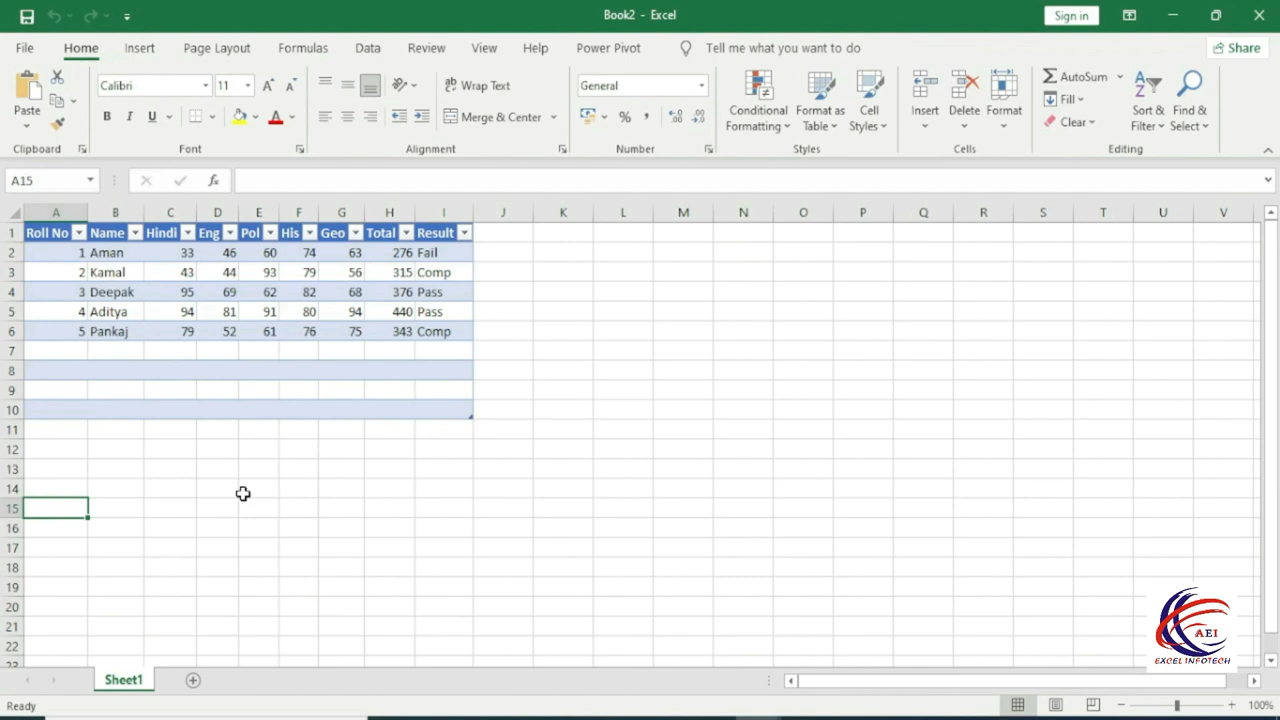 Book2 - Excel
Sign in
File Home Insert Page Layout Formulas Data Review View Help Power Pivot Tell me what you want to do Share
Paste
Clipboard
Calibri 11
B I U
Font
Wrap Text
Merge & Center
Alignment
General
% ,
Number
Conditional Formatting
Format as Table
Cell Styles
Styles
Insert Delete Format
Cells
AutoSum
Fill
Clear
Sort & Filter
Find & Select
Editing
A15 fx
A B C D E F G H I J K L M N O P Q R S T U V
1 Roll No Name Hindi Eng Pol His Geo Total Result
2 1 Aman 33 46 60 74 63 276 Fail
3 2 Kamal 43 44 93 79 56 315 Comp
4 3 Deepak 95 69 62 82 68 376 Pass
5 4 Aditya 94 81 91 80 94 440 Pass
6 5 Pankaj 79 52 61 76 75 343 Comp
7
8
9
10
11
12
13
14
15
16
17
18
19
20
21
22
23
AEI
EXCEL INFOTECH
Sheet1
Ready
100%